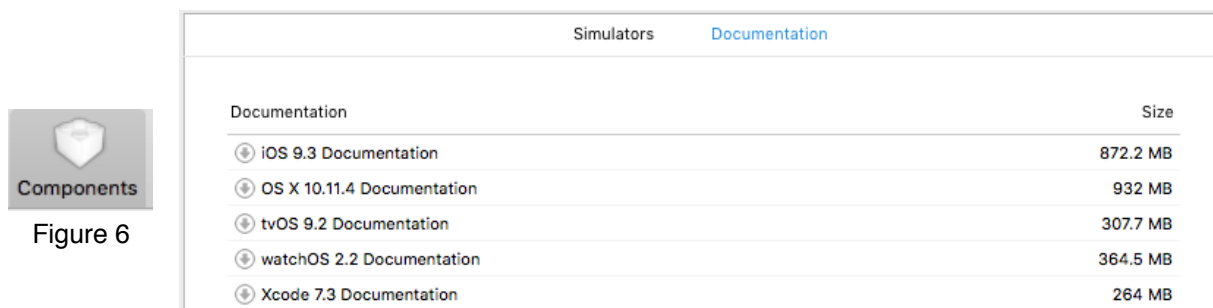 Simulators Documentation
Documentation Size
iOS 9.3 Documentation 872.2 MB
OS X 10.11.4 Documentation 932 MB
tvOS 9.2 Documentation 307.7 MB
watchOS 2.2 Documentation 364.5 MB
Xcode 7.3 Documentation 264 MB
Components
Figure 6